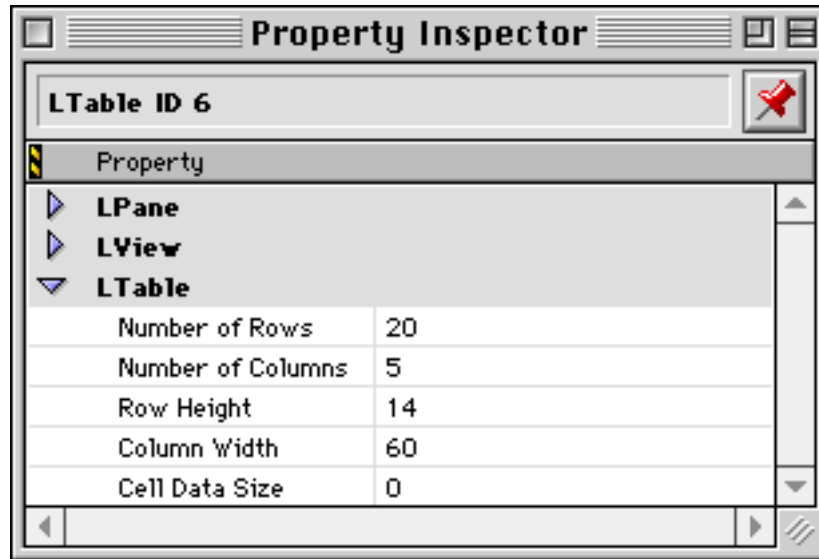 Property Inspector
LTable ID 6
Property
LPane
LView
LTable
Number of Rows 20
Number of Columns 5
Row Height 14
Column Width 60
Cell Data Size 0